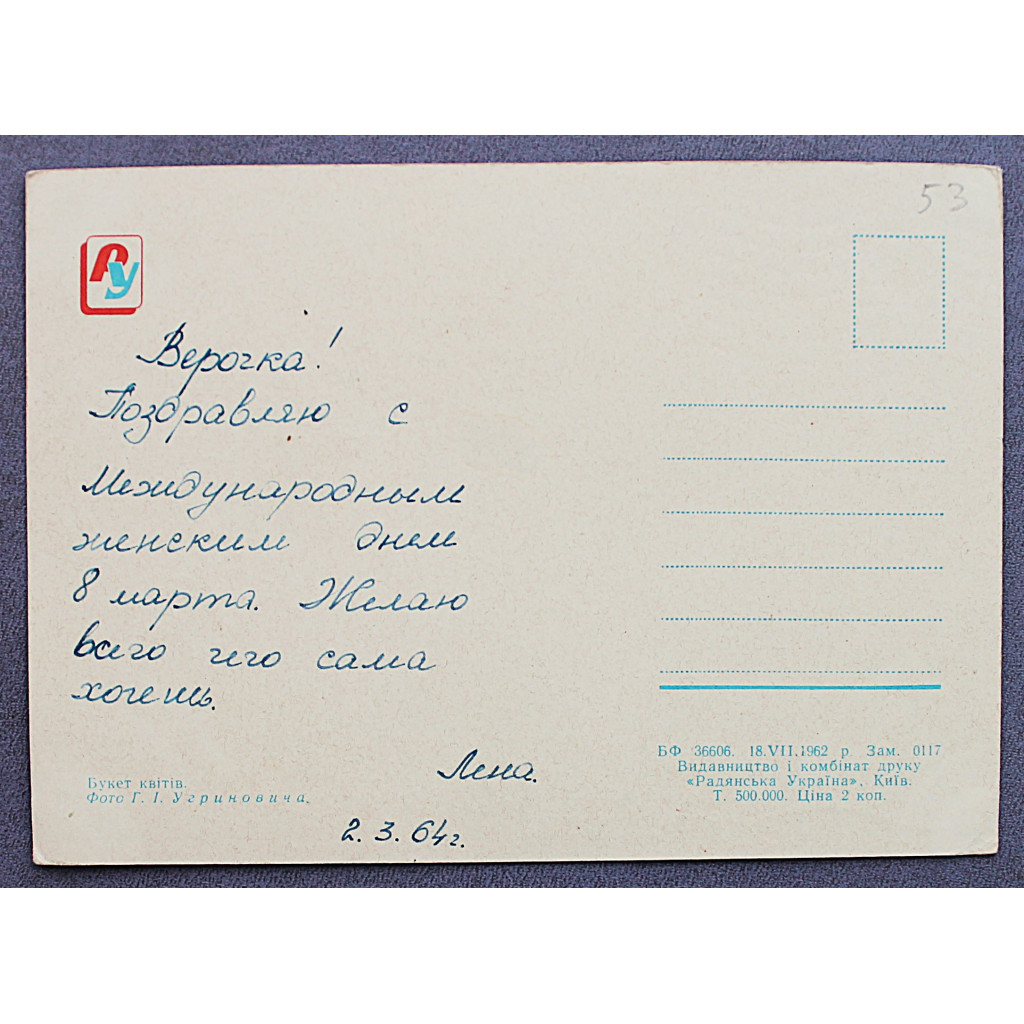 53
РУ
Верочка!
Поздравляю с
Международным
женским днем
8 марта. Желаю
всего чего сама
хочешь.
Лена.
2.3.64г.
Букет квітів.
Фото Г. І. Угриновича.
БФ 36606. 18.VII.1962 р. Зам. 0117
Видавництво і комбінат друку
«Радянська Україна», Київ.
Т. 500.000. Ціна 2 коп.